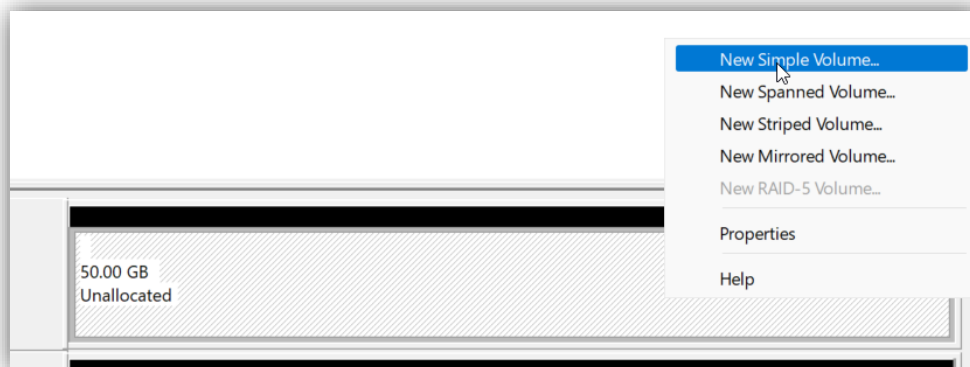 New Simple Volume...
New Spanned Volume...
New Striped Volume...
New Mirrored Volume...
New RAID-5 Volume...
Properties
Help
50.00 GB
Unallocated